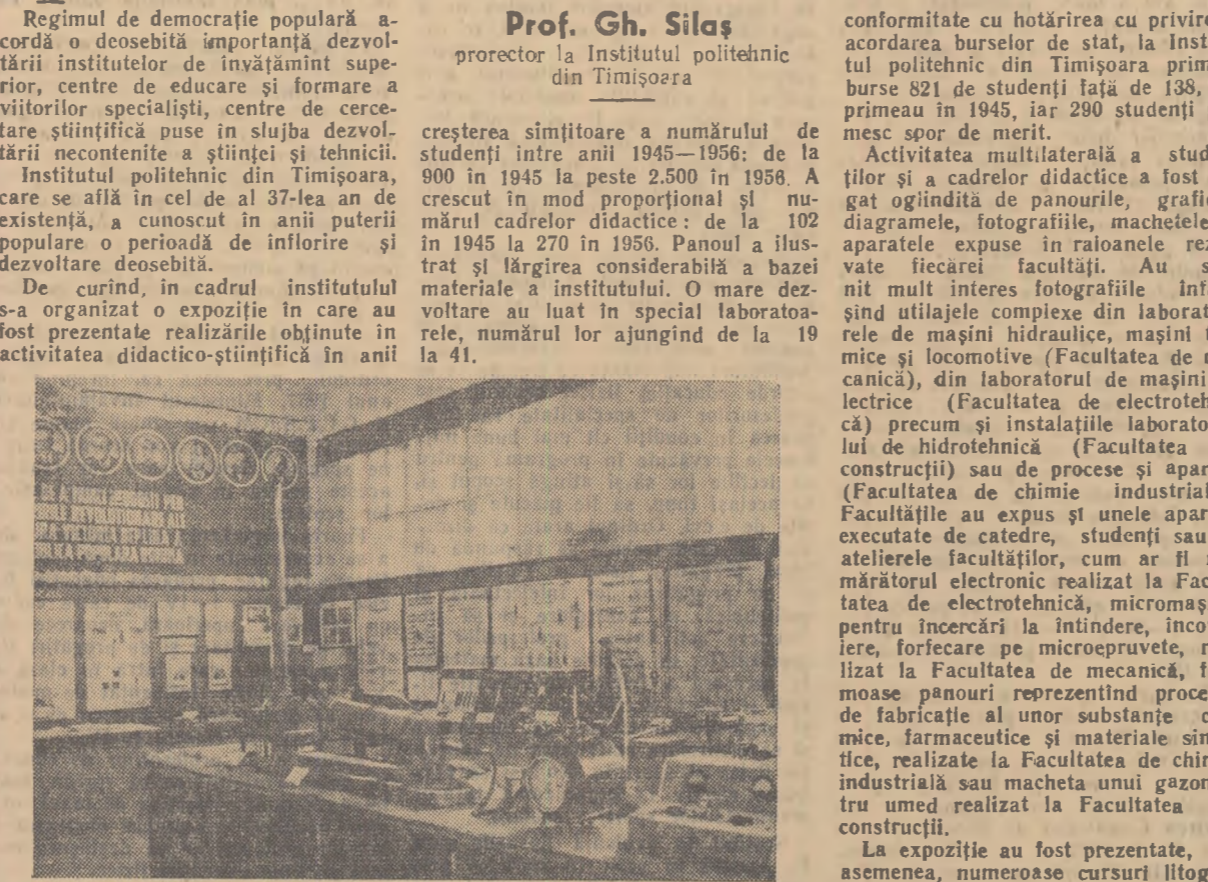 Regimul de democrație populară a-
cordă o deosebită importanță dezvol-
tării institutelor de învățămînt supe-
rior, centre de educare și formare a
viitorilor specialiști, centre de cerce-
tare științifică puse în slujba dezvol-
tării necontenite a științei și tehnicii.
Institutul politehnic din Timișoara,
care se află în cel de al 37-lea an de
existență, a cunoscut în anii puterii
populare o perioadă de înflorire și
dezvoltare deosebită.
De curînd, în cadrul institutului
s-a organizat o expoziție în care au
fost prezentate realizările obținute în
activitatea didactico-științifică în anii
Prof. Gh. Silaș
prorector la Institutul politehnic
din Timișoara
creșterea simțitoare a numărului de
studenți intre anii 1945—1956: de la
900 în 1945 la peste 2.500 în 1956. A
crescut în mod proporțional și nu-
mărul cadrelor didactice : de la 102
în 1945 la 270 în 1956. Panoul a ilus-
trat și lărgirea considerabilă a bazei
materiale a institutului. O mare dez-
voltare au luat în special laboratoa-
rele, numărul lor ajungînd de la 19
la 41.
conformitate cu hotărîrea cu privire
acordarea burselor de stat, la Insti
tul politehnic din Timișoara prim
burse 821 de studenți față de 138,
primeau în 1945, iar 290 studenți
mesc spor de merit.
Activitatea multilaterală a stud
ților și a cadrelor didactice a fost
gat oglindită de panourile, grafi
diagramele, fotografiile, machetele
aparatele expuse în raioanele rez
vate fiecărei facultăți. Au s
nit mult interes fotografiile înf
șind utilajele complexe din laborat
rele de mașini hidraulice, mașini t
mice și locomotive (Facultatea de m
canică), din laboratorul de mașini
lectrice (Facultatea de electroteh
că) precum și instalațiile laborato
lui de hidrotehnică (Facultatea
construcții) sau de procese și apar
(Facultatea de chimie industrial
Facultățile au expus și unele apar
executate de catedre, studenți sau
atelierele facultăților, cum ar fi
mărătorul electronic realizat la Fac
tatea de electrotehnică, micromaș
pentru încercări la întindere, înco
iere, forfecare pe microepruvete, r
lizat la Facultatea de mecanică, f
moase panouri reprezentînd proce
de fabricație al unor substanțe c
mice, farmaceutice și materiale sin
tice, realizate la Facultatea de chim
industrială sau macheta unui gazom
tru umed realizat la Facultatea
construcții.
La expoziție au fost prezentate,
asemenea, numeroase cursuri litog